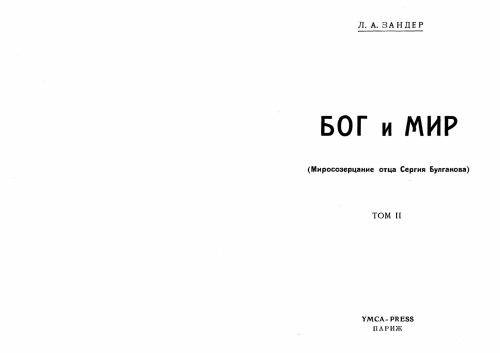 Л. А. ЗАНДЕР
БОГ и МИР
(Миросозерцание отца Сергия Булгакова)
ТОМ II
YMCA-PRESS
ПАРИЖ